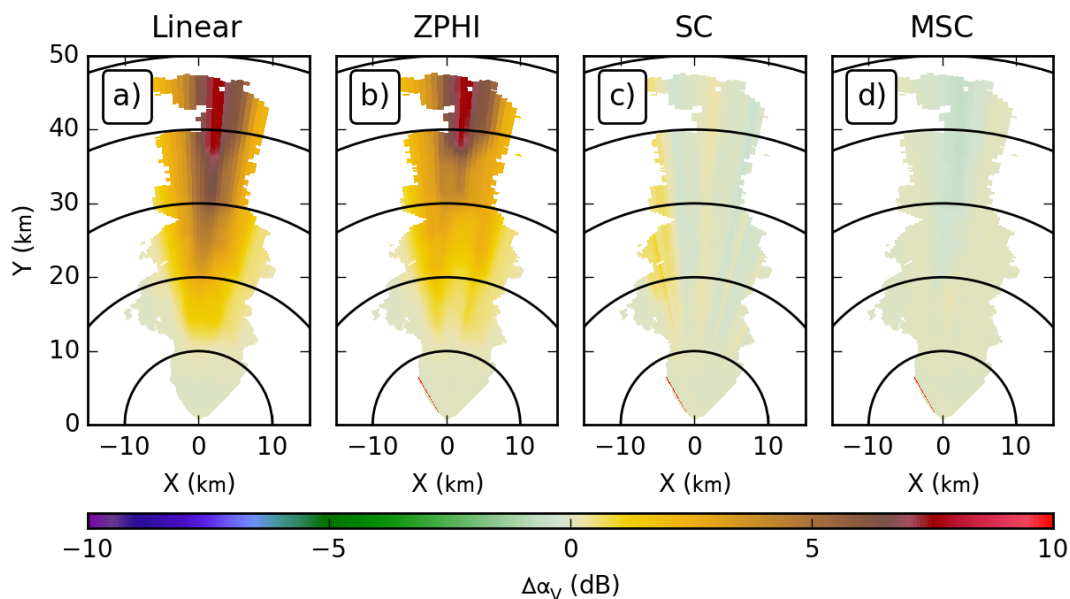 Linear ZPHI SC MSC
50
a) b) c) d)
40
30
20
10
0
Y (km)
−10 0 10 −10 0 10 −10 0 10 −10 0 10
X (km) X (km) X (km) X (km)
−10 −5 0 5 10
Δα_V (dB)